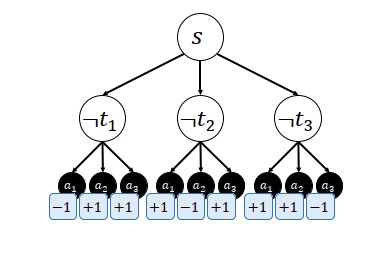 s
¬t₁ ¬t₂ ¬t₃
a₁ a₂ a₃ a₁ a₂ a₃ a₁ a₂ a₃
−1 +1 +1 +1 −1 +1 +1 +1 −1